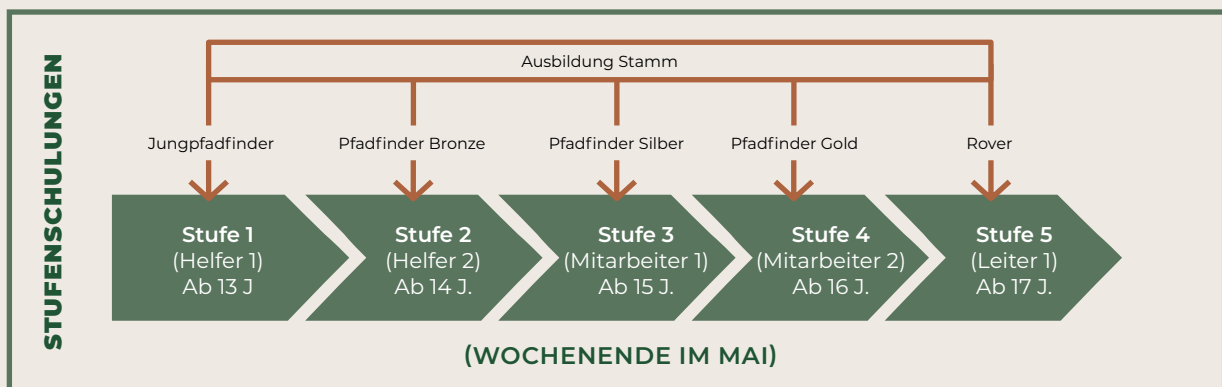 STUFENSCHULUNGEN
Ausbildung Stamm
Jungpfadfinder
Pfadfinder Bronze
Pfadfinder Silber
Pfadfinder Gold
Rover
Stufe 1
(Helfer 1)
Ab 13 J
Stufe 2
(Helfer 2)
Ab 14 J.
Stufe 3
(Mitarbeiter 1)
Ab 15 J.
Stufe 4
(Mitarbeiter 2)
Ab 16 J.
Stufe 5
(Leiter 1)
Ab 17 J.
(WOCHENENDE IM MAI)